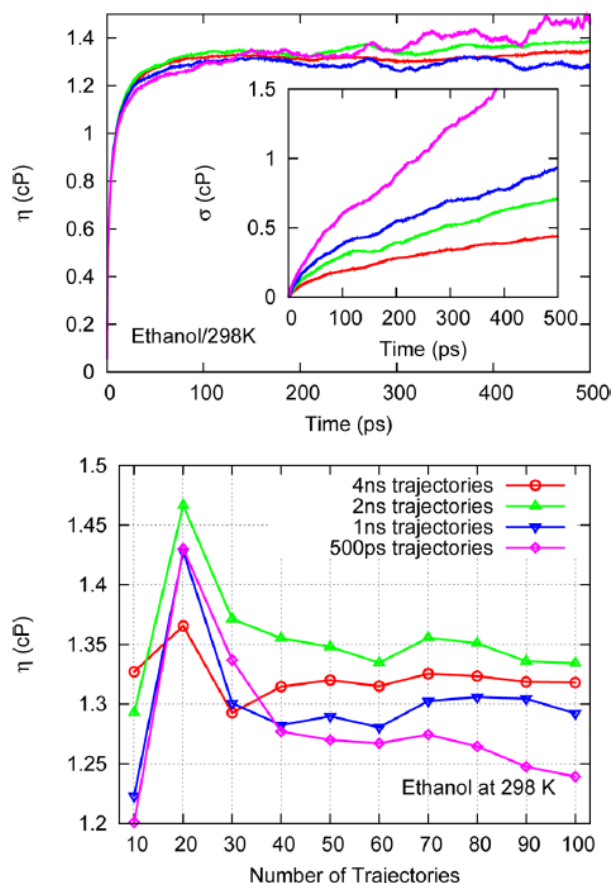 1.4
1.2
1
0.8
0.6
0.4
0.2
0
η (cP)
0 100 200 300 400 500
Time (ps)
Ethanol/298K
1.5
1
0.5
0
σ (cP)
0 100 200 300 400 500
Time (ps)
1.5
1.45
1.4
1.35
1.3
1.25
1.2
η (cP)
4ns trajectories
2ns trajectories
1ns trajectories
500ps trajectories
Ethanol at 298 K
10 20 30 40 50 60 70 80 90 100
Number of Trajectories